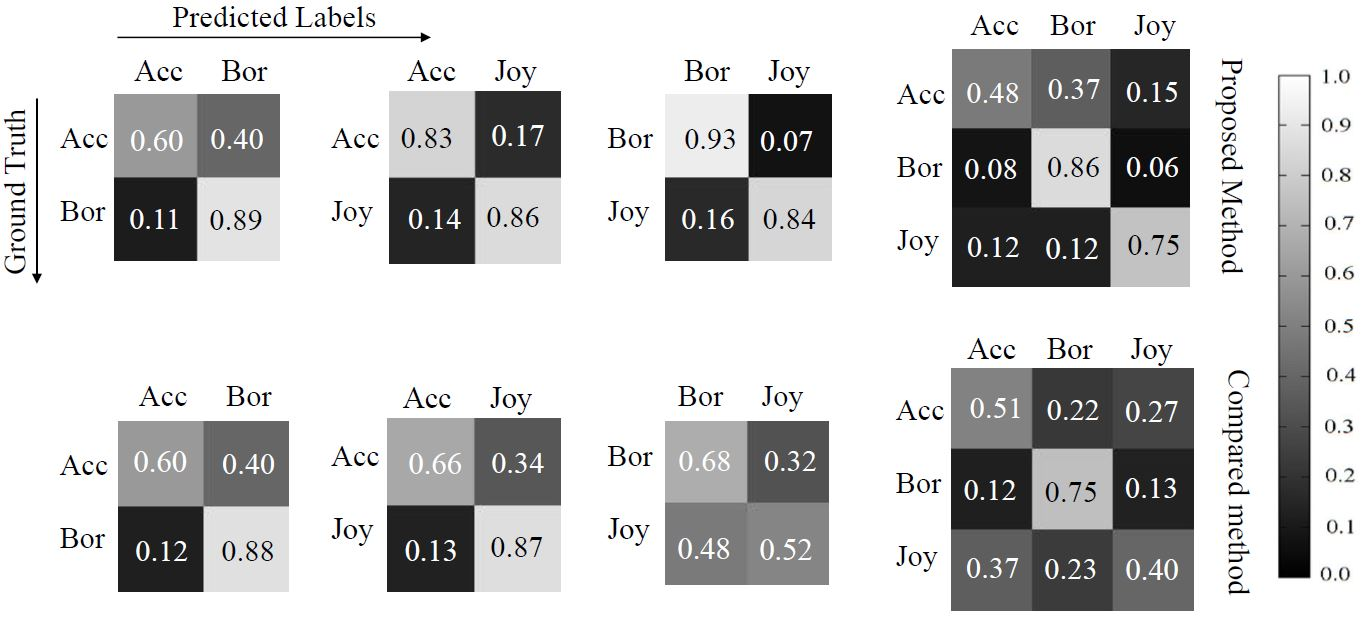 Predicted Labels
Ground Truth
Acc Bor
Acc 0.60 0.40
Bor 0.11 0.89
Acc Joy
Acc 0.83 0.17
Joy 0.14 0.86
Bor Joy
Bor 0.93 0.07
Joy 0.16 0.84
Acc Bor Joy
Acc 0.48 0.37 0.15
Bor 0.08 0.86 0.06
Joy 0.12 0.12 0.75
Proposed Method
Acc Bor
Acc 0.60 0.40
Bor 0.12 0.88
Acc Joy
Acc 0.66 0.34
Joy 0.13 0.87
Bor Joy
Bor 0.68 0.32
Joy 0.48 0.52
Acc Bor Joy
Acc 0.51 0.22 0.27
Bor 0.12 0.75 0.13
Joy 0.37 0.23 0.40
Compared method
1.0
0.9
0.8
0.7
0.6
0.5
0.4
0.3
0.2
0.1
0.0